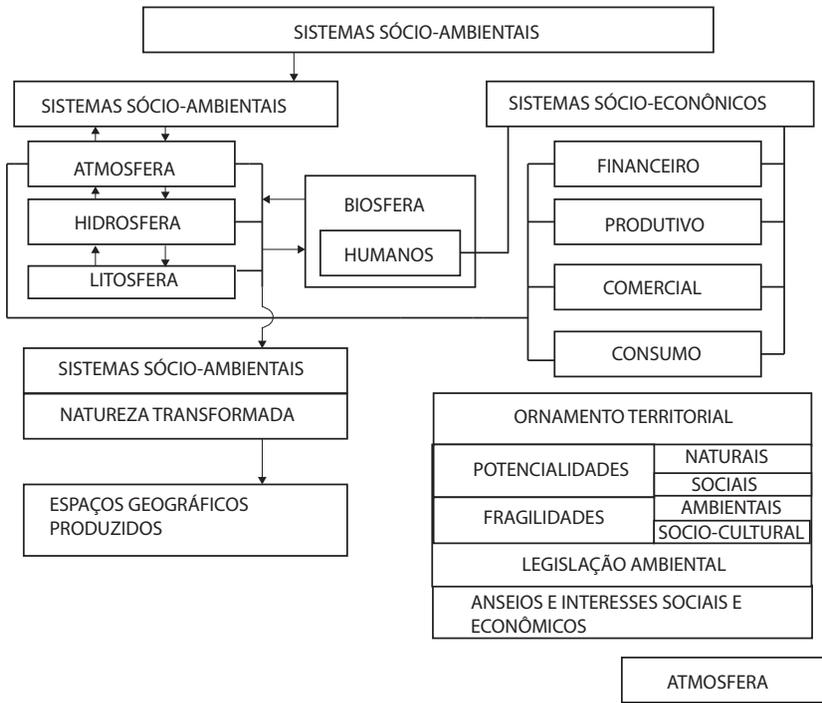 SISTEMAS SÓCIO-AMBIENTAIS
SISTEMAS SÓCIO-AMBIENTAIS
SISTEMAS SÓCIO-ECONÔNICOS
ATMOSFERA
HIDROSFERA
LITOSFERA
BIOSFERA
HUMANOS
FINANCEIRO
PRODUTIVO
COMERCIAL
CONSUMO
SISTEMAS SÓCIO-AMBIENTAIS
NATUREZA TRANSFORMADA
ESPAÇOS GEOGRÁFICOS
PRODUZIDOS
ORNAMENTO TERRITORIAL
POTENCIALIDADES
NATURAIS
SOCIAIS
FRAGILIDADES
AMBIENTAIS
SOCIO-CULTURAL
LEGISLAÇÃO AMBIENTAL
ANSEIOS E INTERESSES SOCIAIS E
ECONÔMICOS
ATMOSFERA